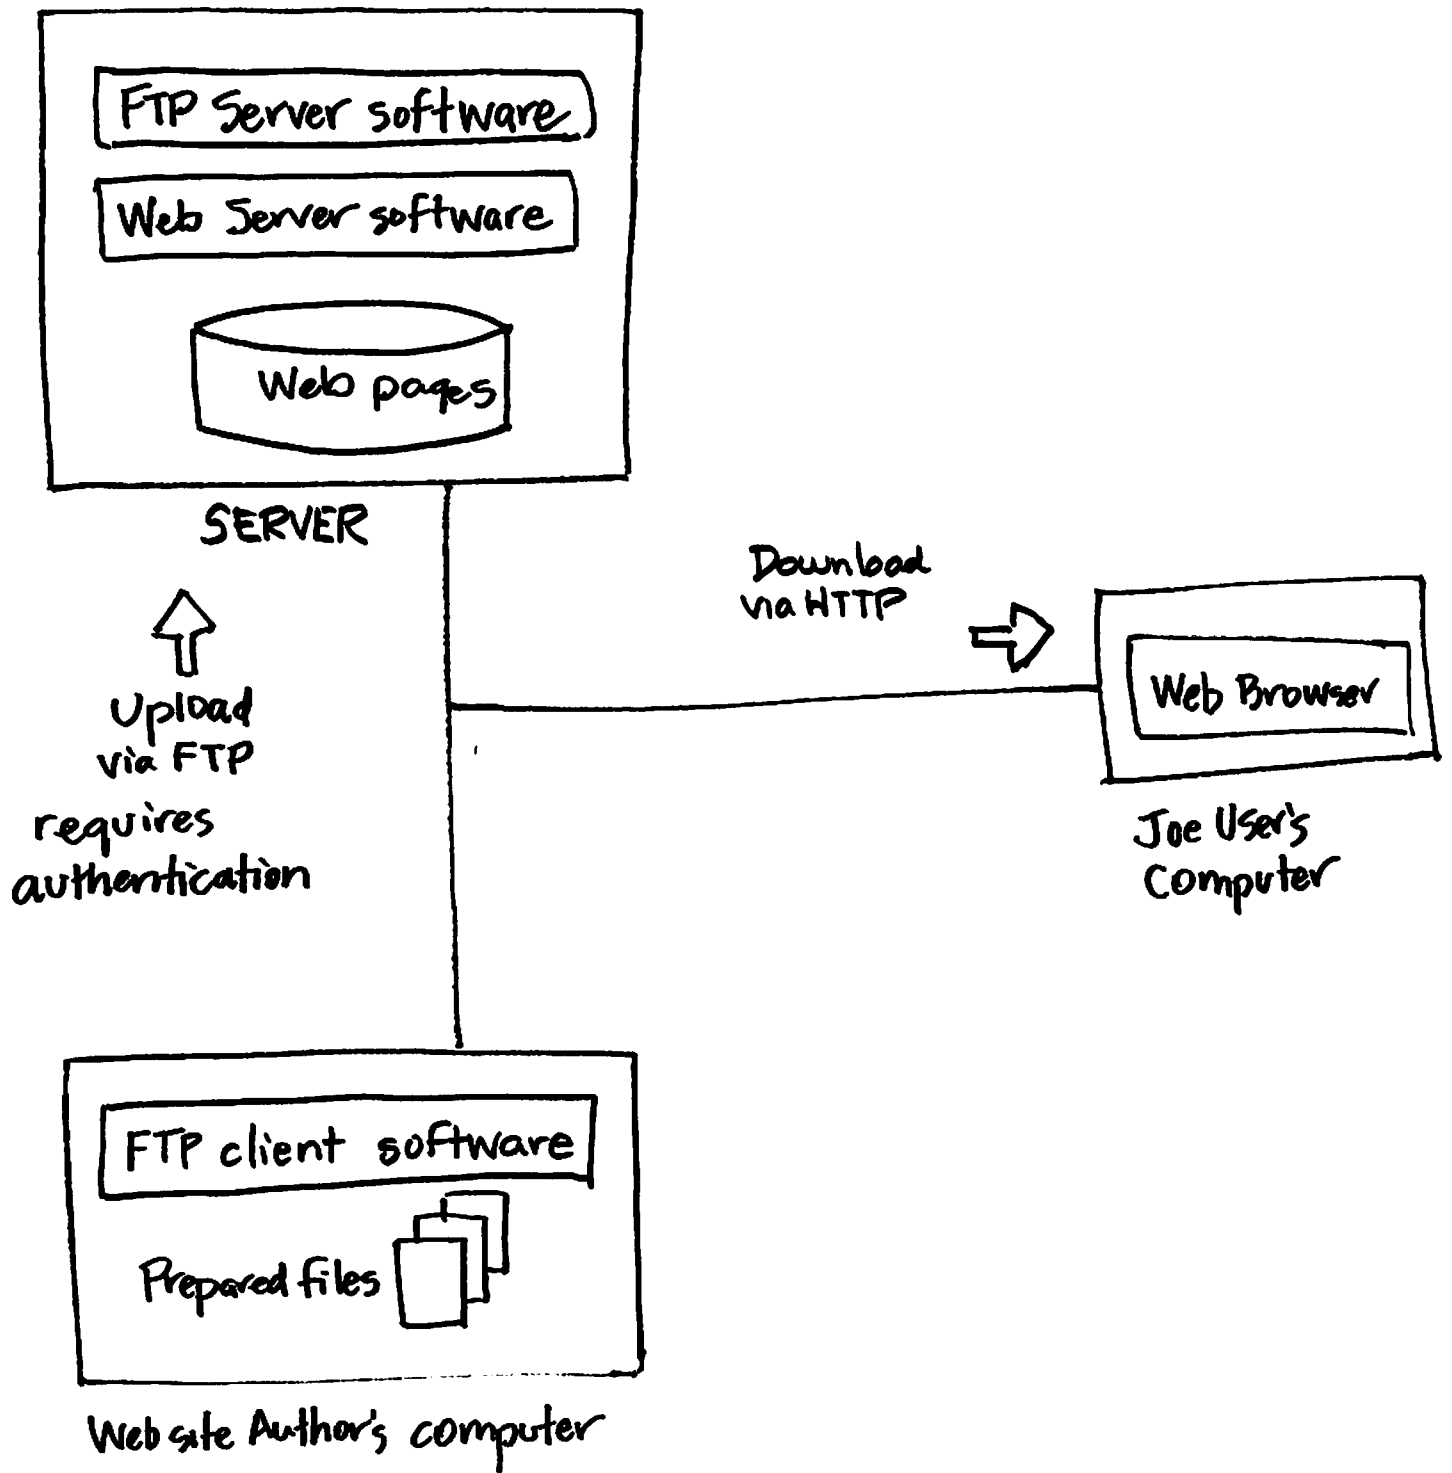 FTP Server software
Web Server software
Web pages
SERVER
Download
via HTTP
Web Browser
Joe User's
Computer
Upload
via FTP
requires
authentication
FTP client software
Prepared files
Web site Author's computer